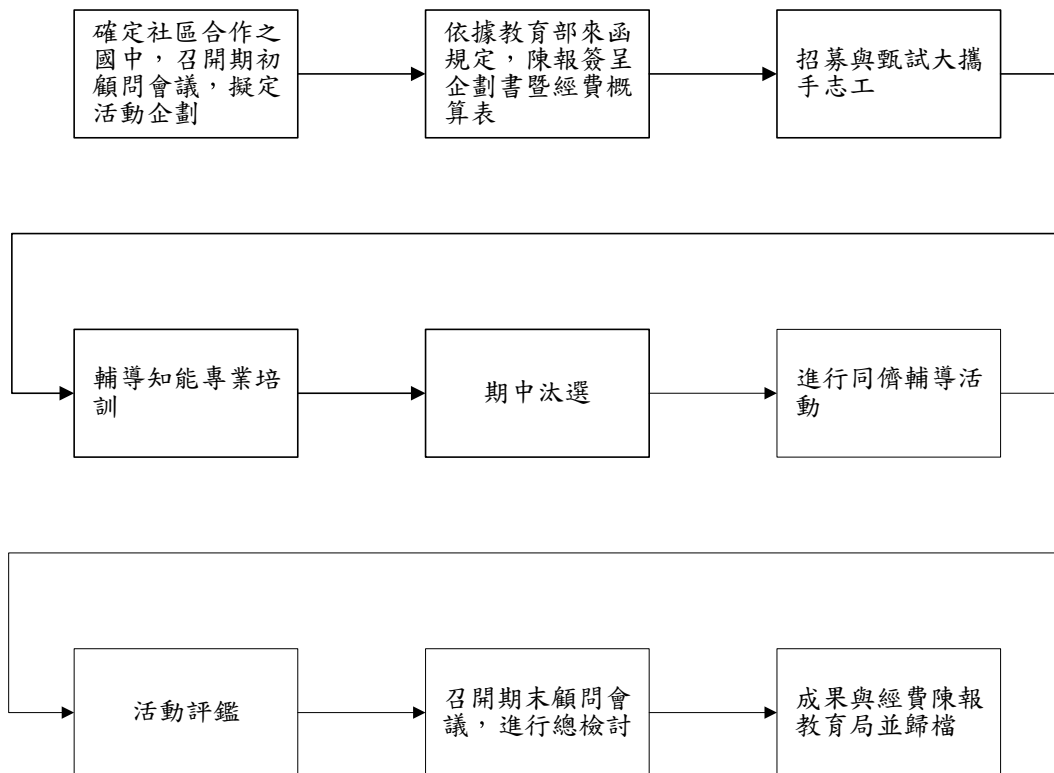 確定社區合作之
國中，召開期初
顧問會議，擬定
活動企劃
依據教育部來函
規定，陳報簽呈
企劃書暨經費概
算表
招募與甄試大攜
手志工
輔導知能專業培
訓
期中汰選
進行同儕輔導活
動
活動評鑑
召開期末顧問會
議，進行總檢討
成果與經費陳報
教育局並歸檔